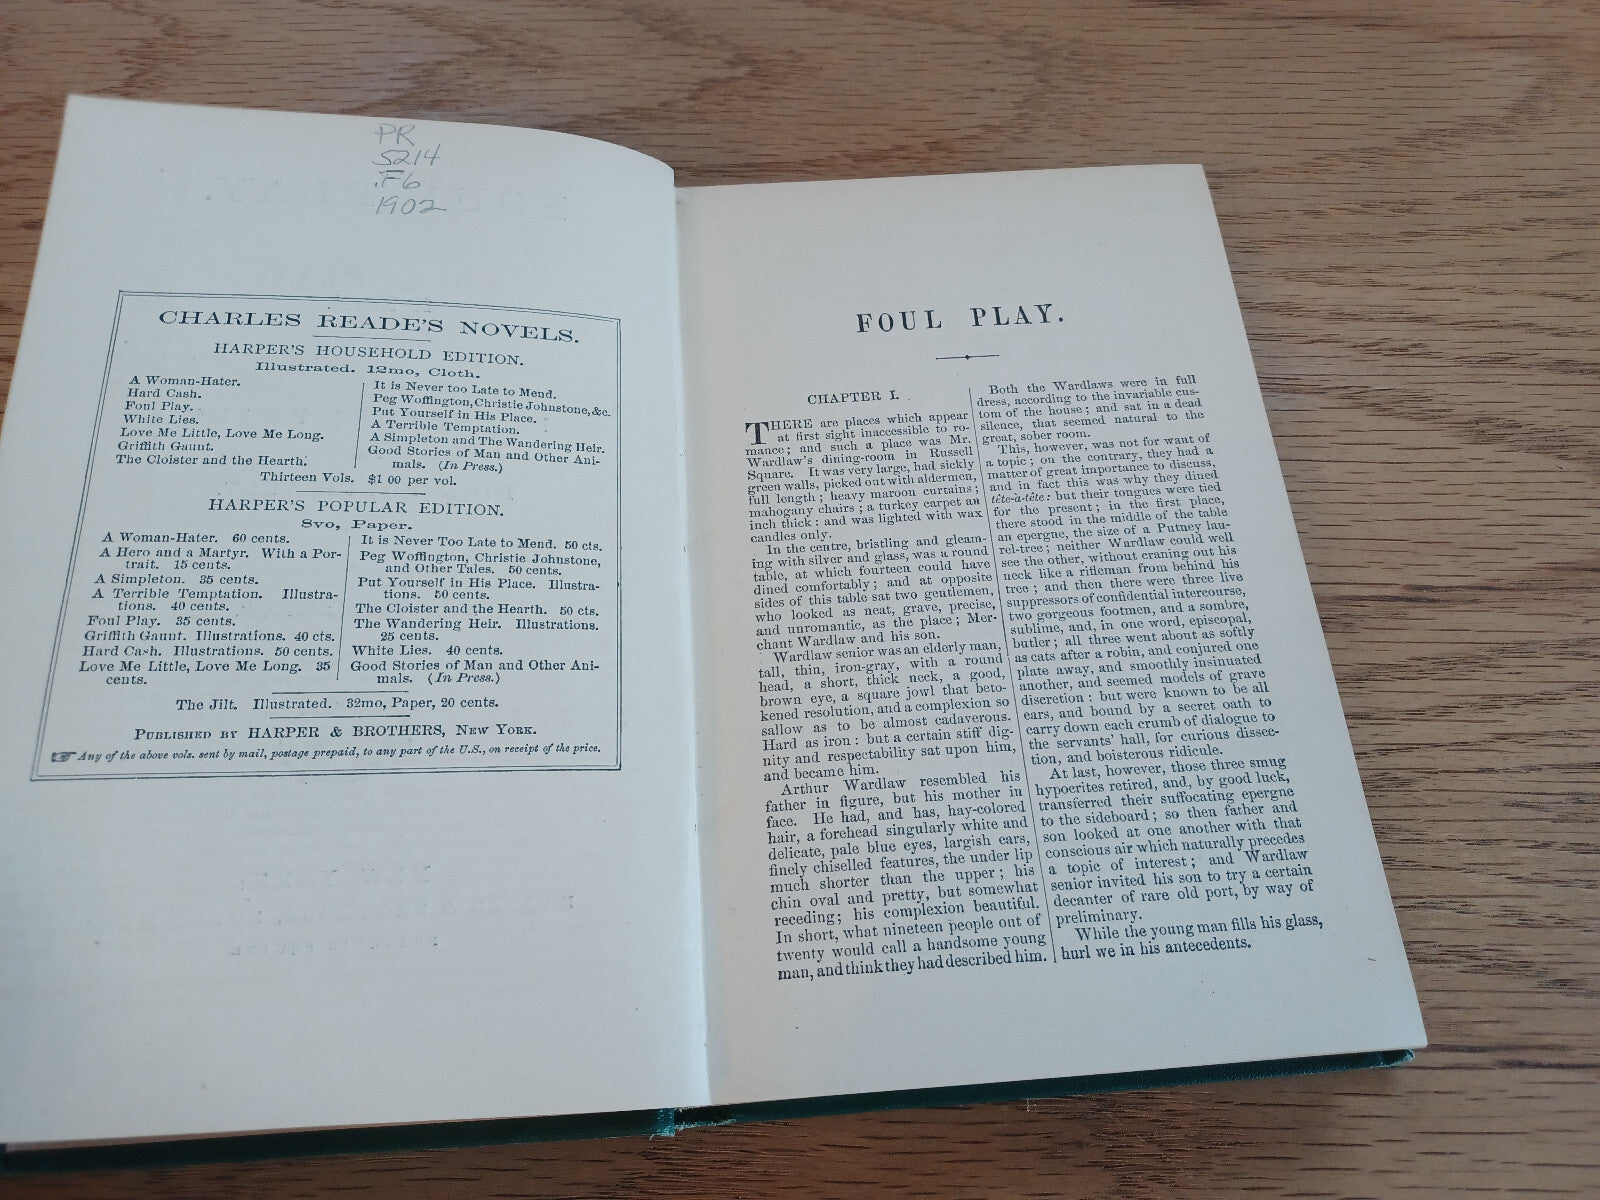 PR
5214
.F6
1902
CHARLES READE'S NOVELS.
HARPER'S HOUSEHOLD EDITION.
Illustrated. 12mo, Cloth.
A Woman-Hater.
Hard Cash.
Foul Play.
White Lies.
Love Me Little, Love Me Long.
Griffith Gaunt.
The Cloister and the Hearth.
It is Never too Late to Mend.
Peg Woffington, Christie Johnstone, &c.
Put Yourself in His Place.
A Terrible Temptation.
A Simpleton and The Wandering Heir.
Good Stories of Man and Other Ani-
mals. (In Press.)
Thirteen Vols. $1 00 per vol.
HARPER'S POPULAR EDITION.
8vo, Paper.
A Woman-Hater. 60 cents.
A Hero and a Martyr. With a Por-
trait. 15 cents.
A Simpleton. 35 cents.
A Terrible Temptation. Illustra-
tions. 40 cents.
Foul Play. 35 cents.
Griffith Gaunt. Illustrations. 40 cts.
Hard Cash. Illustrations. 50 cents.
Love Me Little, Love Me Long. 35
cents.
It is Never Too Late to Mend. 50 cts.
Peg Woffington, Christie Johnstone,
and Other Tales. 50 cents.
Put Yourself in His Place. Illustra-
tions. 50 cents.
The Cloister and the Hearth. 50 cts.
The Wandering Heir. Illustrations.
25 cents.
White Lies. 40 cents.
Good Stories of Man and Other Ani-
mals. (In Press.)
The Jilt. Illustrated. 32mo, Paper, 20 cents.
PUBLISHED BY HARPER & BROTHERS, NEW YORK.
☞ Any of the above vols. sent by mail, postage prepaid, to any part of the U.S., on receipt of the price.
FOUL PLAY.
CHAPTER I.
THERE are places which appear
at first sight inaccessible to ro-
mance; and such a place was Mr.
Wardlaw's dining-room in Russell
Square. It was very large, had sickly
green walls, picked out with aldermen,
full length; heavy maroon curtains;
mahogany chairs; a turkey carpet an
inch thick: and was lighted with wax
candles only.
In the centre, bristling and gleam-
ing with silver and glass, was a round
table, at which fourteen could have
dined comfortably; and at opposite
sides of this table sat two gentlemen,
who looked as neat, grave, precise,
and unromantic, as the place; Mer-
chant Wardlaw and his son.
Wardlaw senior was an elderly man,
tall, thin, iron-gray, with a round
head, a short, thick neck, a good,
brown eye, a square jowl that beto-
kened resolution, and a complexion so
sallow as to be almost cadaverous.
Hard as iron: but a certain stiff dig-
nity and respectability sat upon him,
and became him.
Arthur Wardlaw resembled his
father in figure, but his mother in
face. He had, and has, hay-colored
hair, a forehead singularly white and
delicate, pale blue eyes, largish ears,
finely chiselled features, the under lip
much shorter than the upper; his
chin oval and pretty, but somewhat
receding; his complexion beautiful.
In short, what nineteen people out of
twenty would call a handsome young
man, and think they had described him.
Both the Wardlaws were in full
dress, according to the invariable cus-
tom of the house; and sat in a dead
silence, that seemed natural to the
great, sober room.
This, however, was not for want of
a topic; on the contrary, they had a
matter of great importance to discuss,
and in fact this was why they dined
tête-à-tête: but their tongues were tied
for the present; in the first place,
there stood in the middle of the table
an epergne, the size of a Putney lau-
rel-tree; neither Wardlaw could well
see the other, without craning out his
neck like a rifleman from behind his
tree; and then there were three live
suppressors of confidential intercourse,
two gorgeous footmen, and a sombre,
sublime, and, in one word, episcopal,
butler; all three went about as softly
as cats after a robin, and conjured one
plate away, and smoothly insinuated
another, and seemed models of grave
discretion: but were known to be all
ears, and bound by a secret oath to
carry down each crumb of dialogue to
the servants' hall, for curious dissec-
tion, and boisterous ridicule.
At last, however, those three smug
hypocrites retired, and, by good luck,
transferred their suffocating epergne
to the sideboard; so then father and
son looked at one another with that
conscious air which naturally precedes
a topic of interest; and Wardlaw
senior invited his son to try a certain
decanter of rare old port, by way of
preliminary.
While the young man fills his glass,
hurl we in his antecedents.